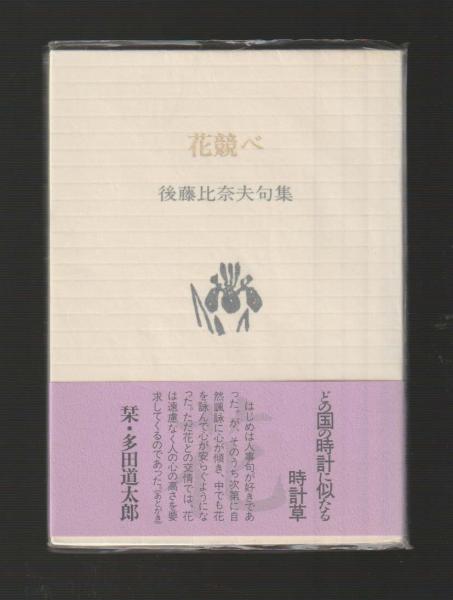 花競べ
後藤比奈夫句集
どの国の時計に似たる
時計草
はじめは人事句が好きであ
った。が、そのうち次第に自
然諷詠に心が傾き、中でも花
を詠んで心が安らぐようにな
った。ただ花との交情では、花
は遠慮なく人の心の高さを要
求してくるのであった。(あとがき)
栞・多田道太郎